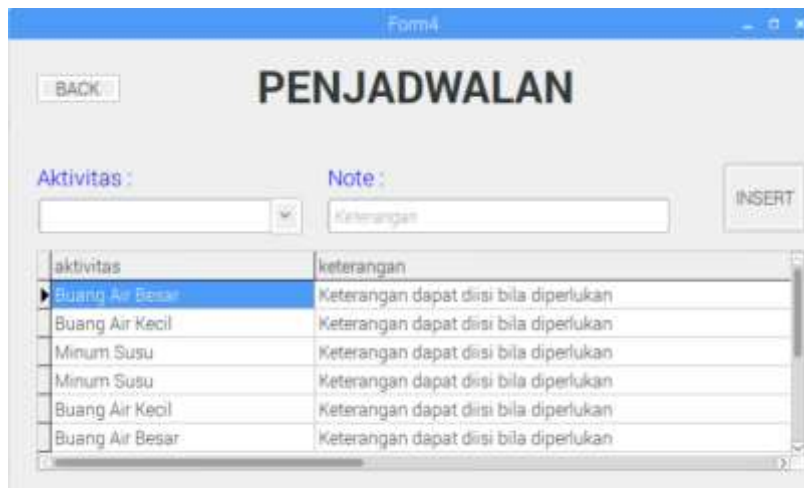 Form4
BACK
PENJADWALAN
Aktivitas :
Note :
INSERT
Keterangan
aktivitas keterangan
Buang Air Besar Keterangan dapat diisi bila diperlukan
Buang Air Kecil Keterangan dapat diisi bila diperlukan
Minum Susu Keterangan dapat diisi bila diperlukan
Minum Susu Keterangan dapat diisi bila diperlukan
Buang Air Kecil Keterangan dapat diisi bila diperlukan
Buang Air Besar Keterangan dapat diisi bila diperlukan